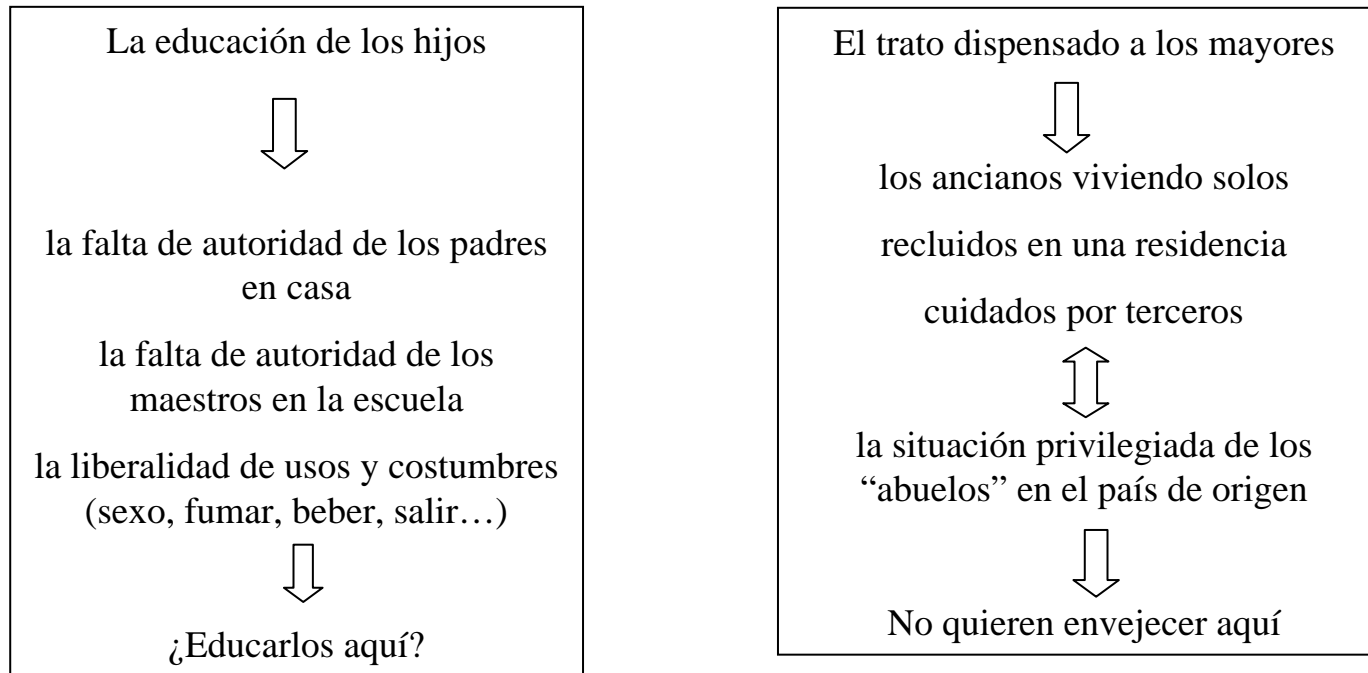 La educación de los hijos
la falta de autoridad de los padres
en casa
la falta de autoridad de los
maestros en la escuela
la liberalidad de usos y costumbres
(sexo, fumar, beber, salir…)
¿Educarlos aquí?
El trato dispensado a los mayores
los ancianos viviendo solos
recluidos en una residencia
cuidados por terceros
la situación privilegiada de los
“abuelos” en el país de origen
No quieren envejecer aquí